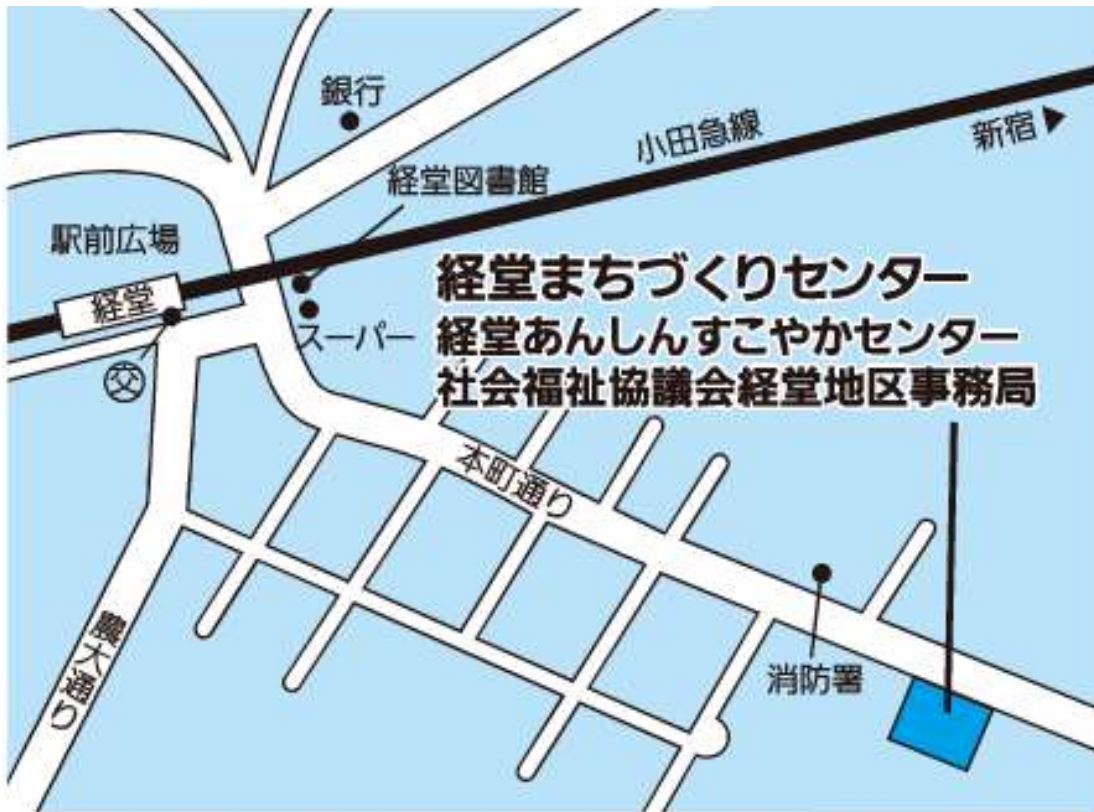 銀行
小田急線
新宿▶
経堂図書館
駅前広場
経堂
経堂まちづくりセンター
スーパー
経堂あんしんすこやかセンター
交
社会福祉協議会経堂地区事務局
本町通り
農大通り
消防署